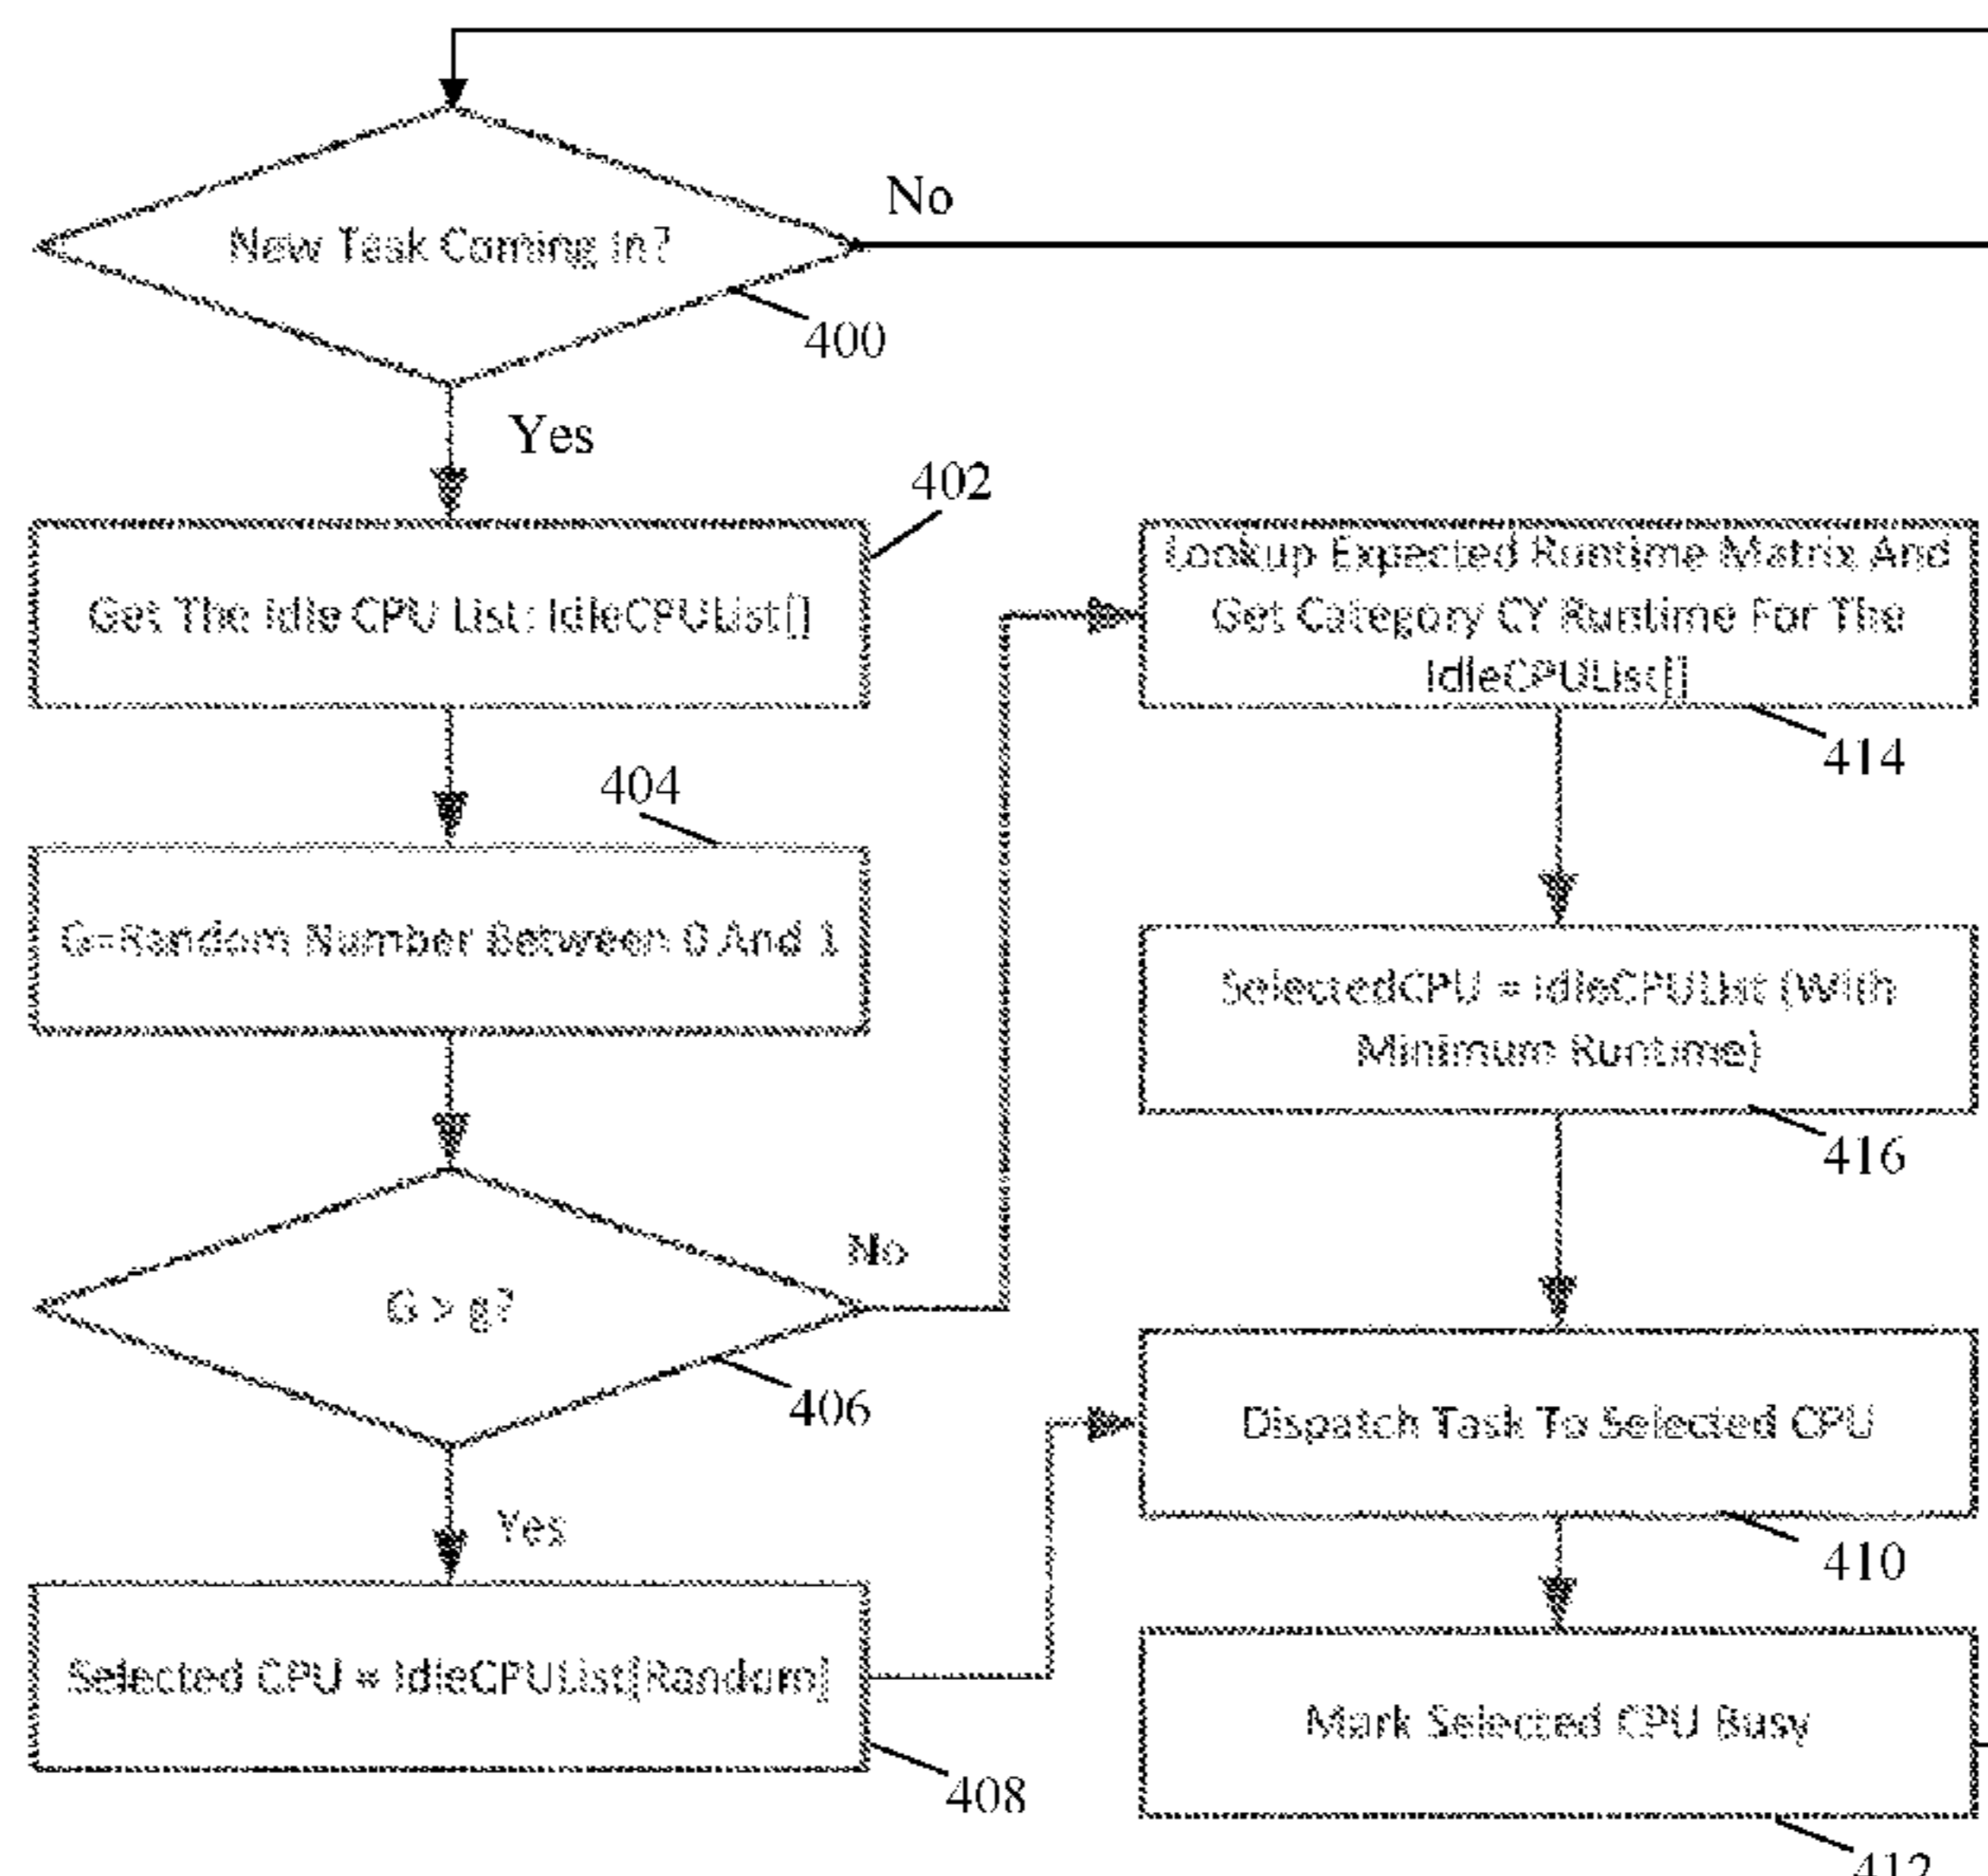 New Task Coming In?
No
400
Yes
402
Get The Idle CPU List: IdleCPUList[]
404
G=Random Number Between 0 And 1
G > g?
No
406
Yes
Selected CPU = IdleCPUList[Random]
408
Lookup Expected Runtime Matrix And
Get Category CY Runtime For The
IdleCPUList[]
414
SelectedCPU = IdleCPUList (With
Minimum Runtime)
416
Dispatch Task To Selected CPU
410
Mark Selected CPU Busy
412